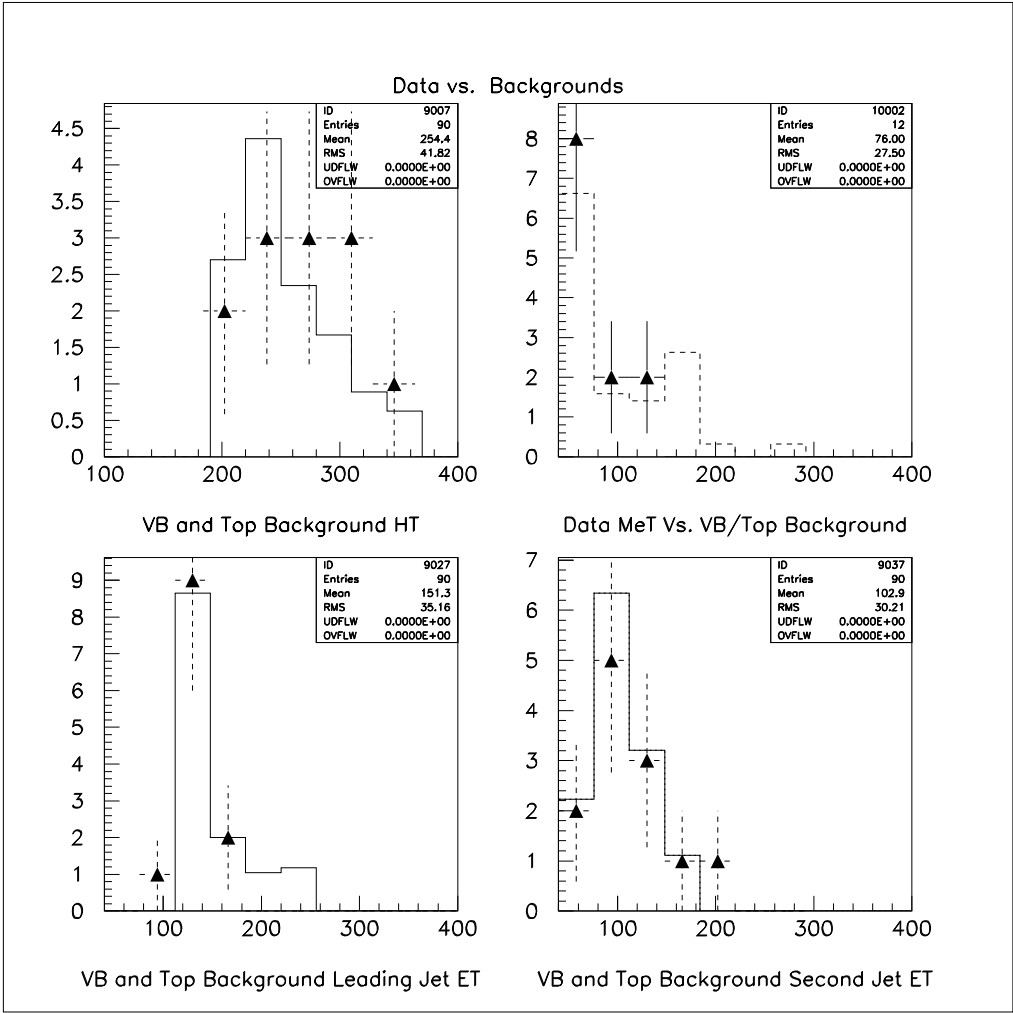 Data vs. Backgrounds
ID 9007
Entries 90
Mean 254.4
RMS 41.82
UDFLW 0.0000E+00
OVFLW 0.0000E+00
4.5
4
3.5
3
2.5
2
1.5
1
0.5
0
100 200 300 400
VB and Top Background HT
ID 10002
Entries 12
Mean 76.00
RMS 27.50
UDFLW 0.0000E+00
OVFLW 0.0000E+00
8
7
6
5
4
3
2
1
0
100 200 300 400
Data MeT Vs. VB/Top Background
ID 9027
Entries 90
Mean 151.3
RMS 35.16
UDFLW 0.0000E+00
OVFLW 0.0000E+00
9
8
7
6
5
4
3
2
1
0
100 200 300 400
VB and Top Background Leading Jet ET
ID 9037
Entries 90
Mean 102.9
RMS 30.21
UDFLW 0.0000E+00
OVFLW 0.0000E+00
7
6
5
4
3
2
1
0
100 200 300 400
VB and Top Background Second Jet ET